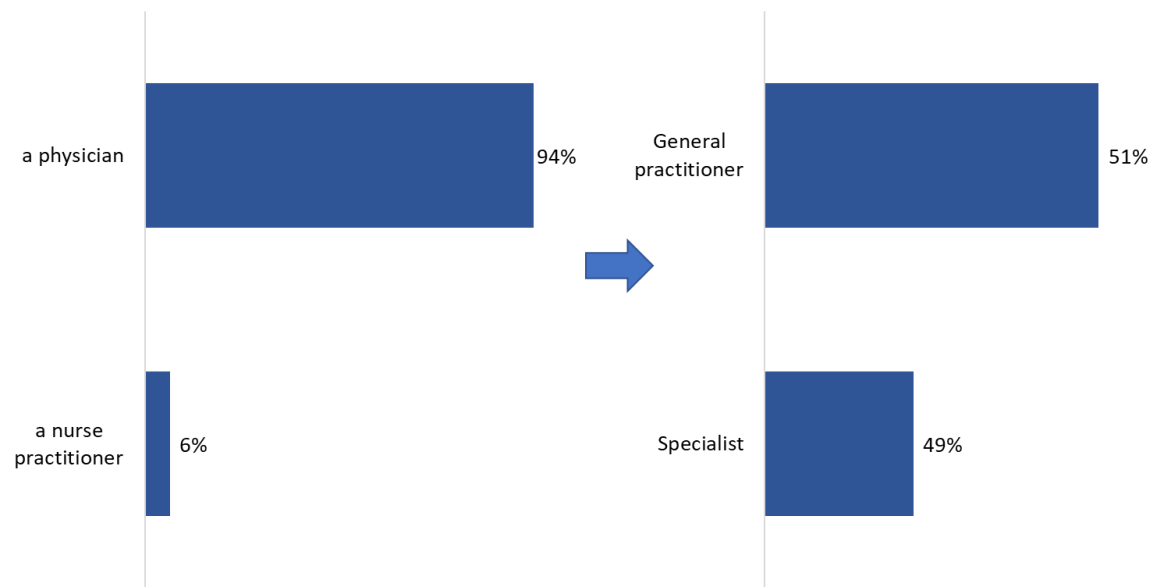 a physician
94%
a nurse
practitioner
6%
General
practitioner
51%
Specialist
49%